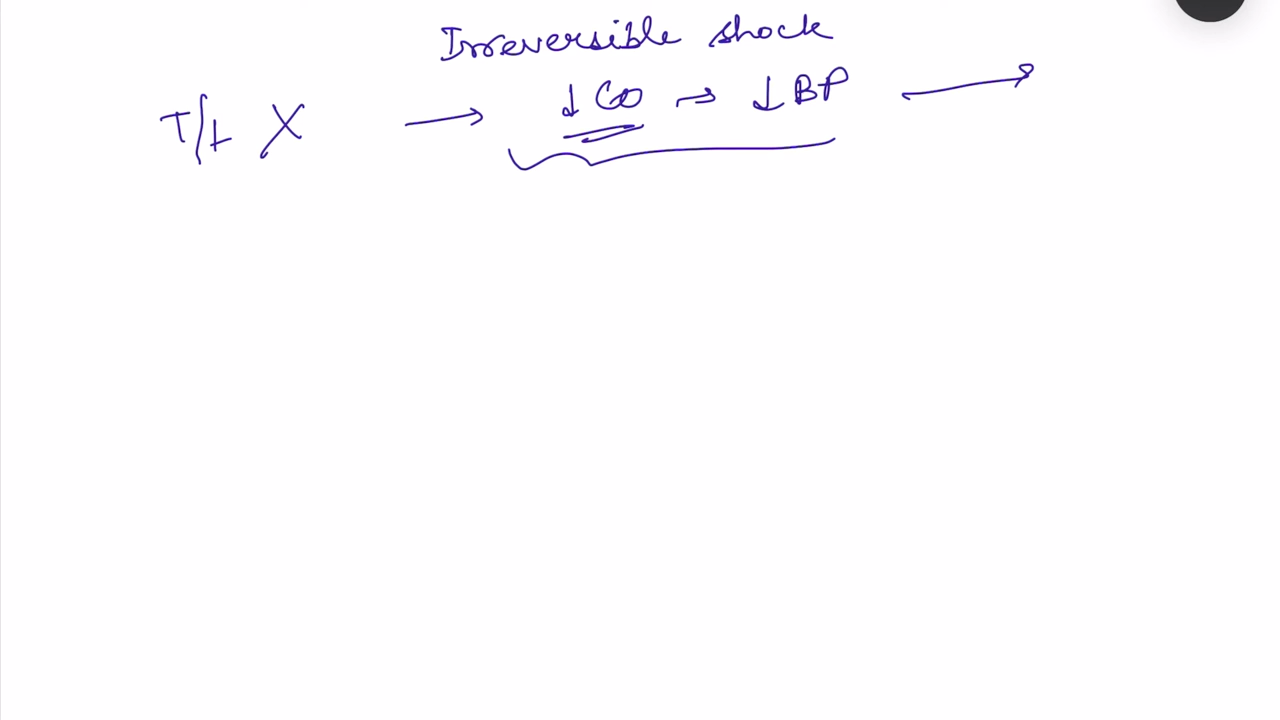 Irreversible shock
T/t X → ↓ CO → ↓ BP →